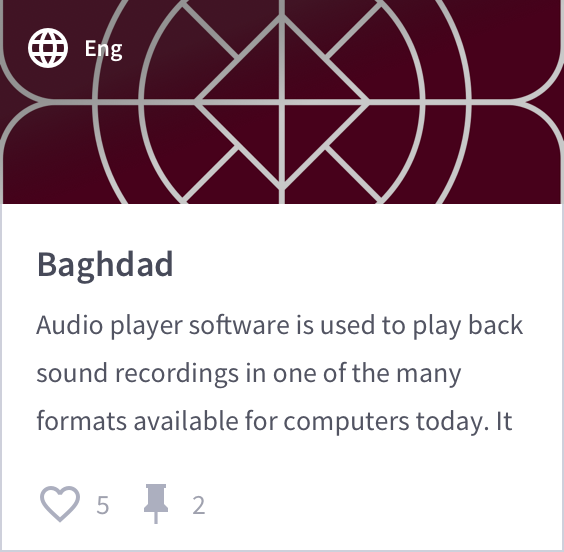 Eng
Baghdad
Audio player software is used to play back
sound recordings in one of the many
formats available for computers today. It
5 2